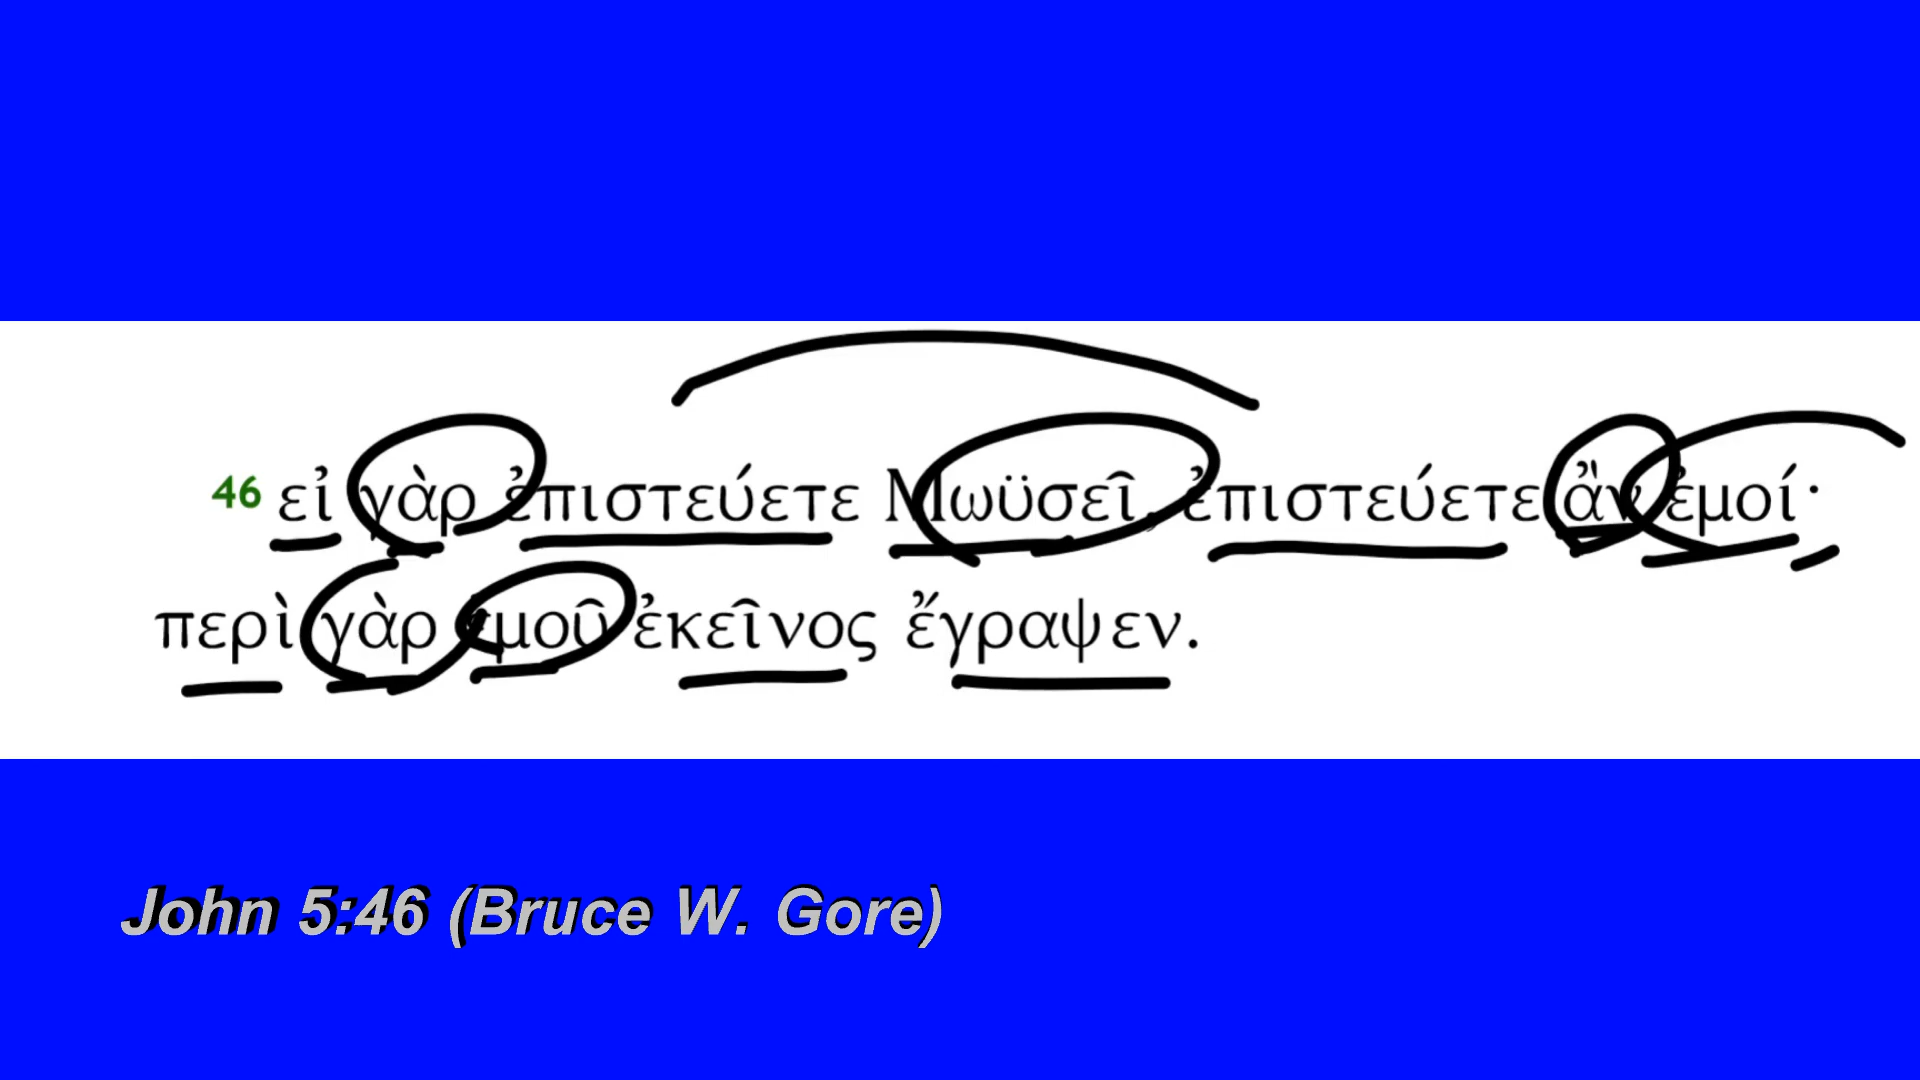 46 εἰ γὰρ ἐπιστεύετε Μωϋσεῖ, ἐπιστεύετε ἂν ἐμοί·
περὶ γὰρ ἐμοῦ ἐκεῖνος ἔγραψεν.
John 5:46 (Bruce W. Gore)